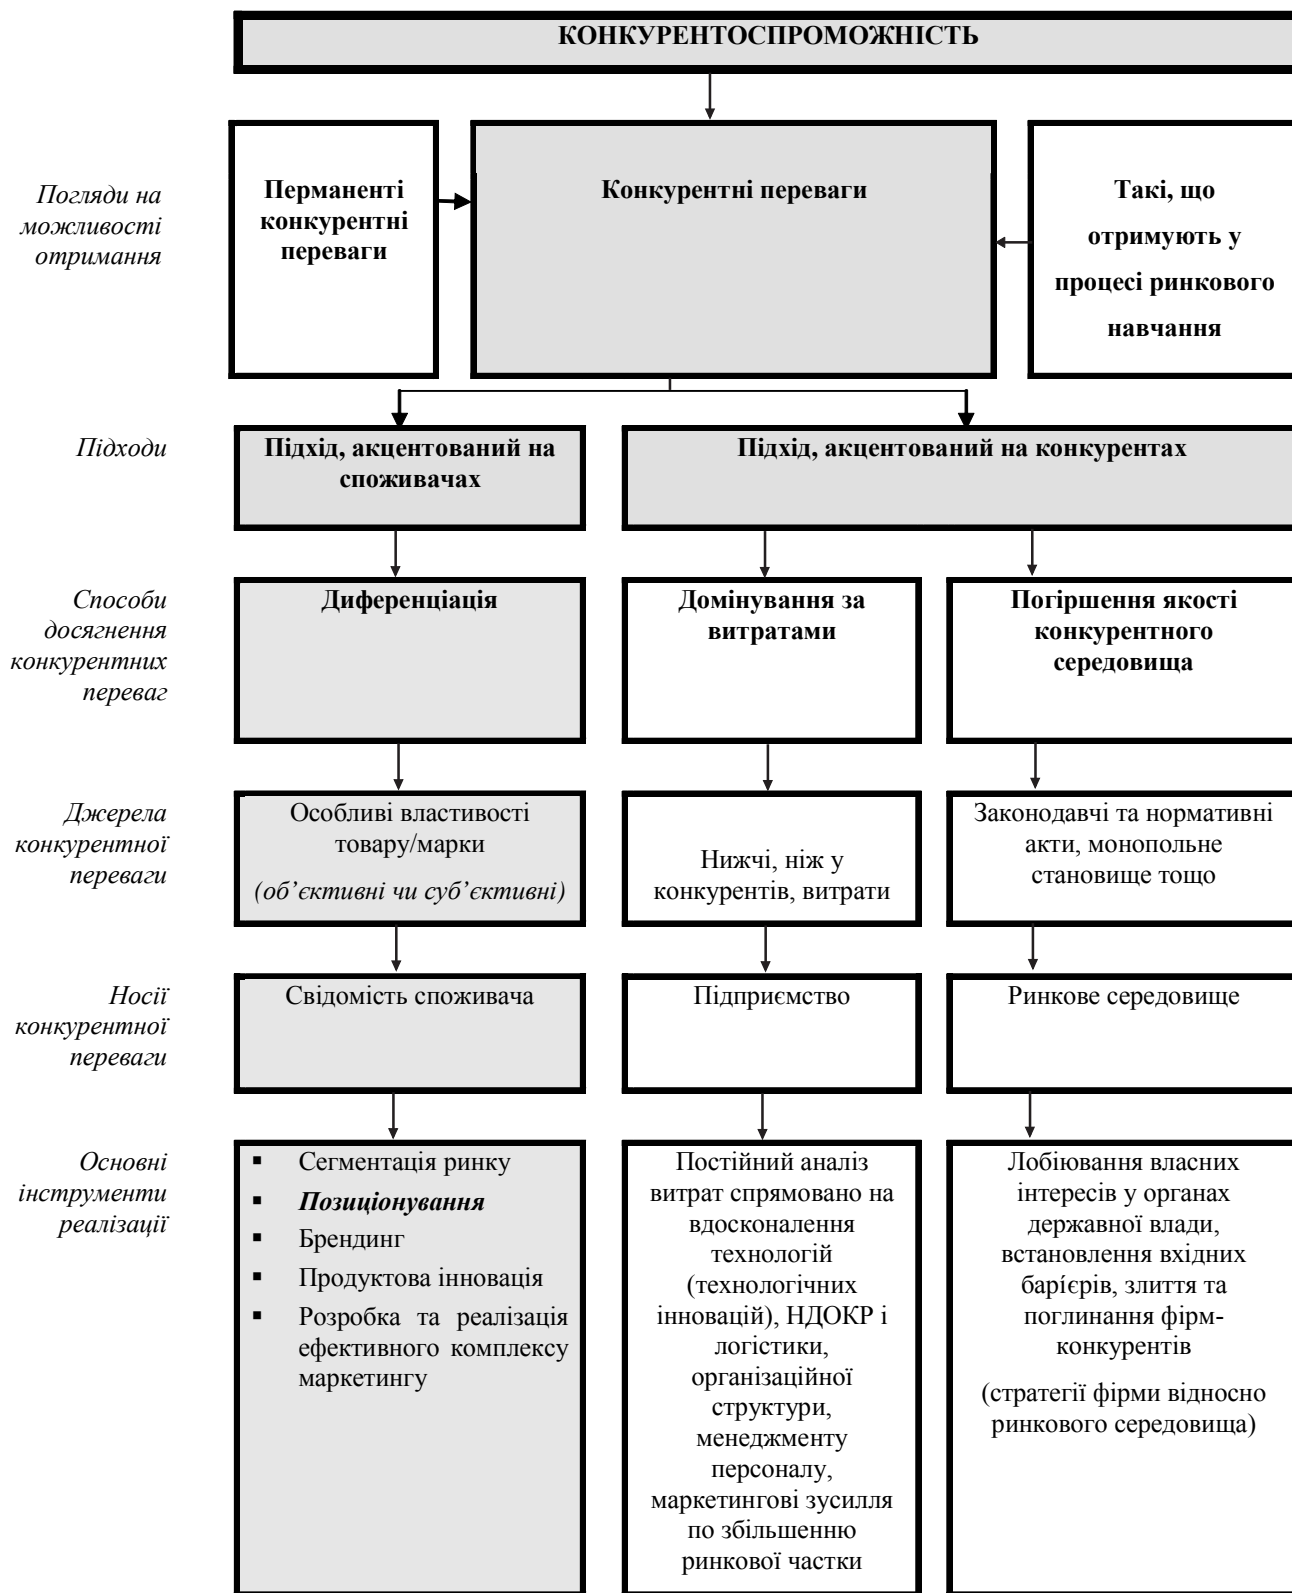 КОНКУРЕНТОСПРОМОЖНІСТЬ
Погляди на
можливості
отримання
Перманенті
конкурентні
переваги
Конкурентні переваги
Такі, що
отримують у
процесі ринкового
навчання
Підходи
Підхід, акцентований на
споживачах
Підхід, акцентований на конкурентах
Способи
досягнення
конкурентних
переваг
Диференціація
Домінування за
витратами
Погіршення якості
конкурентного
середовища
Джерела
конкурентної
переваги
Особливі властивості
товару/марки
(об’єктивні чи суб’єктивні)
Нижчі, ніж у
конкурентів, витрати
Законодавчі та нормативні
акти, монопольне
становище тощо
Носії
конкурентної
переваги
Свідомість споживача
Підприємство
Ринкове середовище
Основні
інструменти
реалізації
▪ Сегментація ринку
▪ Позиціонування
▪ Брендинг
▪ Продуктова інновація
▪ Розробка та реалізація
ефективного комплексу
маркетингу
Постійний аналіз
витрат спрямовано на
вдосконалення
технологій
(технологічних
інновацій), НДОКР і
логістики,
організаційної
структури,
менеджменту
персоналу,
маркетингові зусилля
по збільшенню
ринкової частки
Лобіювання власних
інтересів у органах
державної влади,
встановлення вхідних
барієрів, злиття та
поглинання фірм-
конкурентів
(стратегії фірми відносно
ринкового середовища)